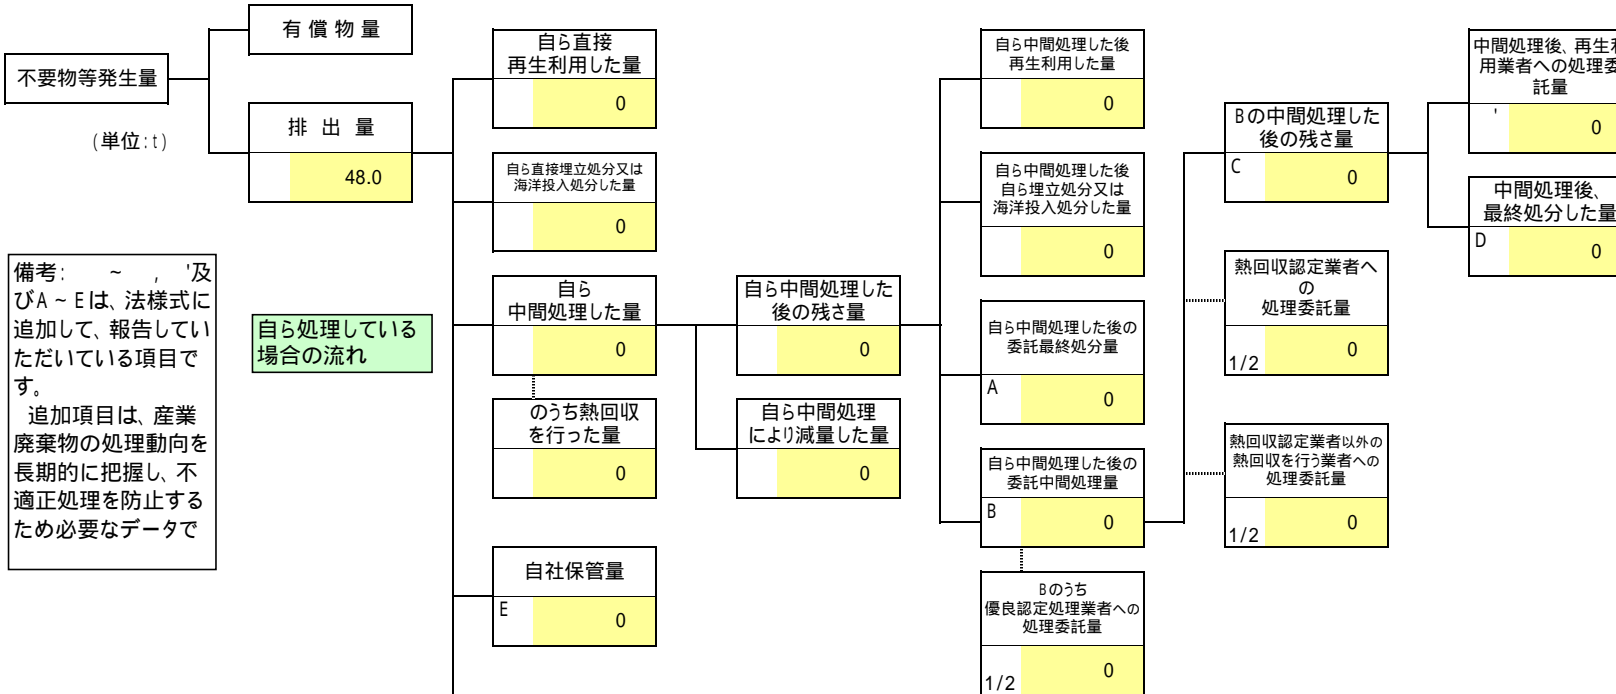 不要物等発生量
(単位:t)
有 償 物 量
排 出 量
48.0
備考: ~ , '及
びA ~ Eは、法様式に
追加して、報告してい
ただいている項目で
す。
追加項目は、産業
廃棄物の処理動向を
長期的に把握し、不
適正処理を防止する
ため必要なデータで
自ら処理している
場合の流れ
自ら直接
再生利用した量
0
自ら直接埋立処分又は
海洋投入処分した量
0
自ら
中間処理した量
0
のうち熱回収
を行った量
0
自社保管量
E
0
自ら中間処理した
後の残さ量
0
自ら中間処理
により減量した量
0
自ら中間処理した後
再生利用した量
0
自ら中間処理した後
自ら埋立処分又は
海洋投入処分した量
0
自ら中間処理した後の
委託最終処分量
A
0
自ら中間処理した後の
委託中間処理量
B
0
Bのうち
優良認定処理業者への
処理委託量
1/2
0
Bの中間処理した
後の残さ量
C
0
熱回収認定業者へ
の
処理委託量
1/2
0
熱回収認定業者以外の
熱回収を行う業者への
処理委託量
1/2
0
中間処理後、再生利
用業者への処理委
託量
'
0
中間処理後、
最終処分した量
D
0